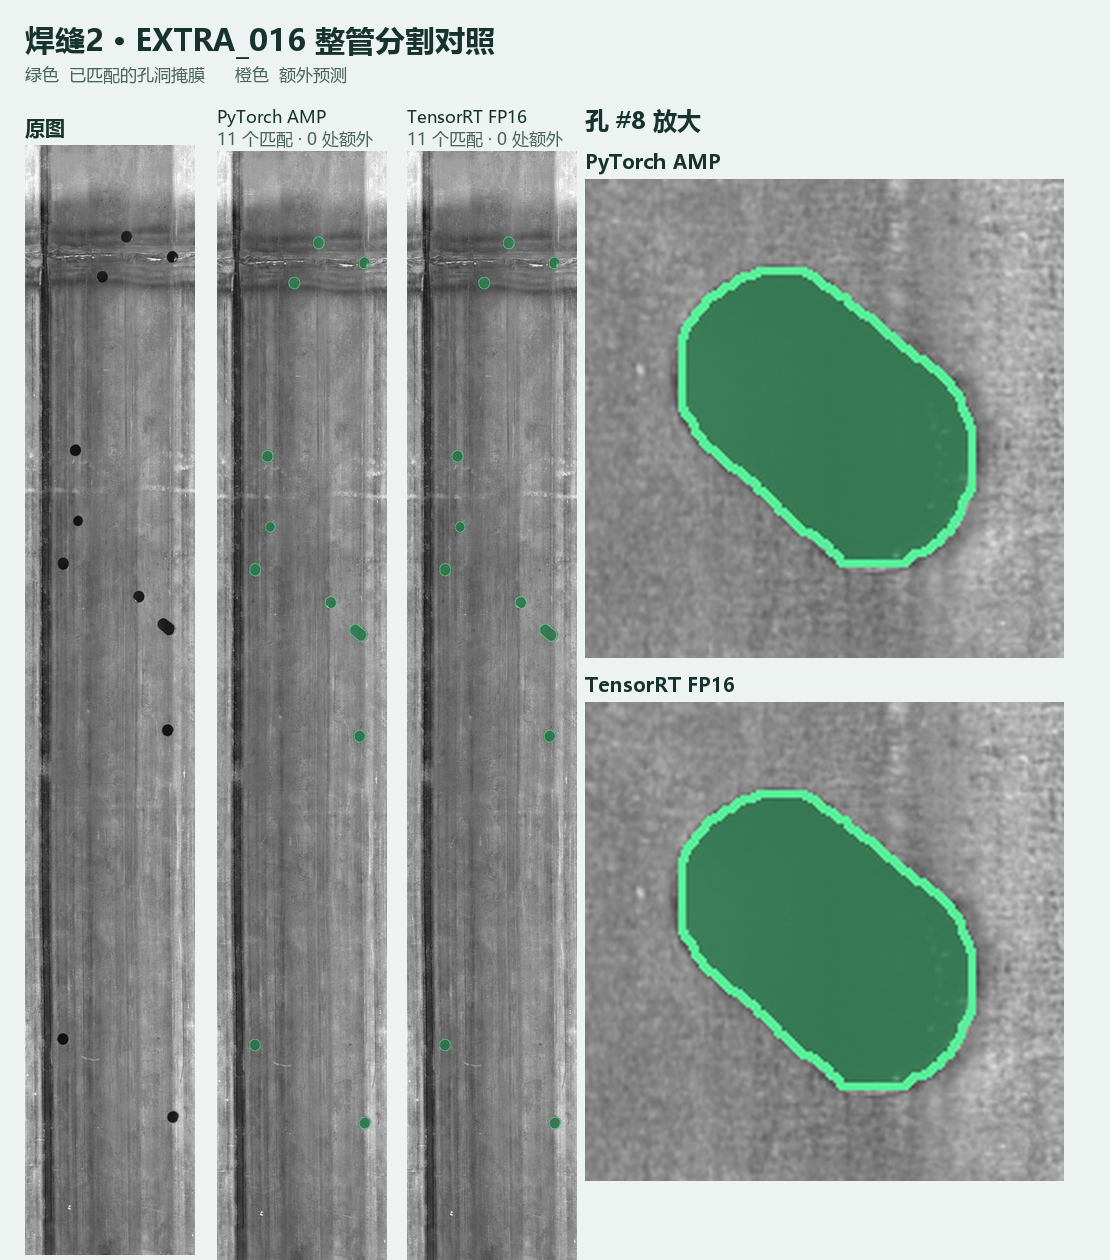 焊缝2 • EXTRA_016 整管分割对照
绿色 已匹配的孔洞掩膜 橙色 额外预测
原图
PyTorch AMP
11 个匹配 · 0 处额外
TensorRT FP16
11 个匹配 · 0 处额外
孔 #8 放大
PyTorch AMP
TensorRT FP16